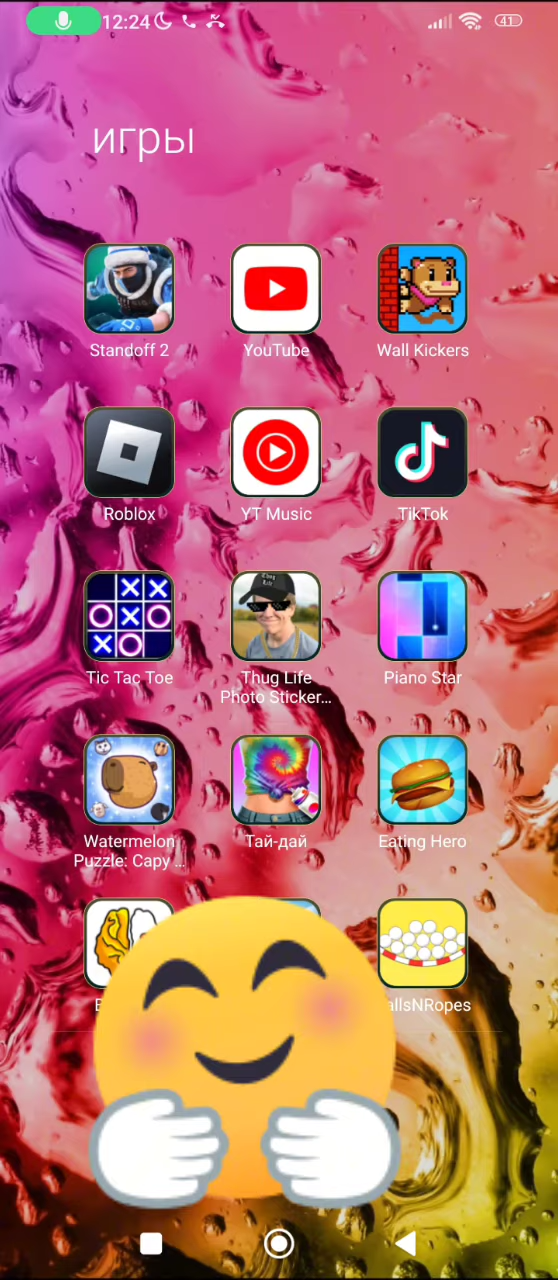 12:24
41
игры
Standoff 2
YouTube
Wall Kickers
Roblox
YT Music
TikTok
Tic Tac Toe
Thug Life
Photo Sticker...
Piano Star
Watermelon
Puzzle: Capy ...
Тай-дай
Eating Hero
allsNRopes